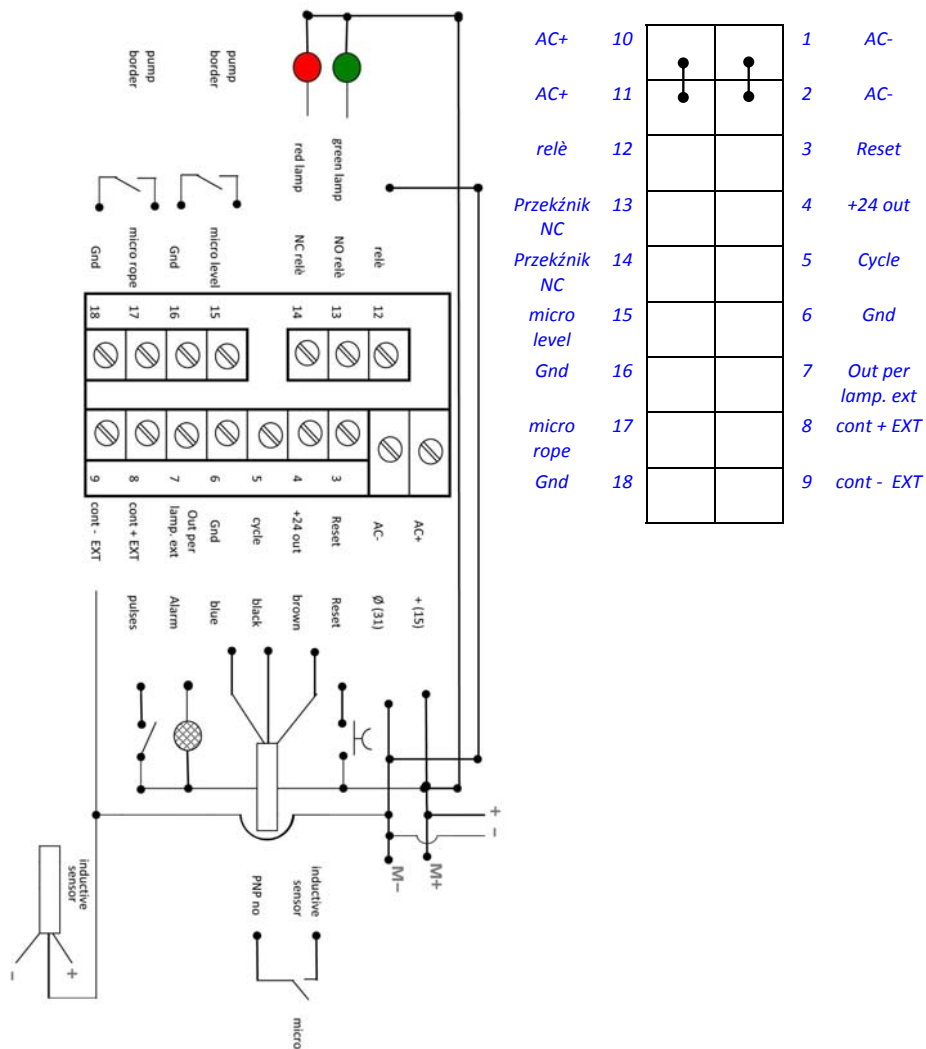 pump
border
pump
border
red lamp
green lamp
Gnd
micro rope
Gnd
micro level
NC relè
NO relè
relè
18
17
16
15
14
13
12
9
8
7
6
5
4
3
cont - EXT
cont + EXT
Out per
lamp. ext
Gnd
cycle
+24 out
Reset
AC-
AC+
pulses
Alarm
blue
black
brown
Reset
Ø (31)
+ (15)
+
–
M–
M+
inductive
sensor
–
+
PNP no
inductive
sensor
micro
AC+ 10 1 AC-
AC+ 11 2 AC-
relè 12 3 Reset
Przekźnik 13 4 +24 out
NC
Przekźnik 14 5 Cycle
NC
micro 15 6 Gnd
level
Gnd 16 7 Out per
lamp. ext
micro 17 8 cont + EXT
rope
Gnd 18 9 cont - EXT